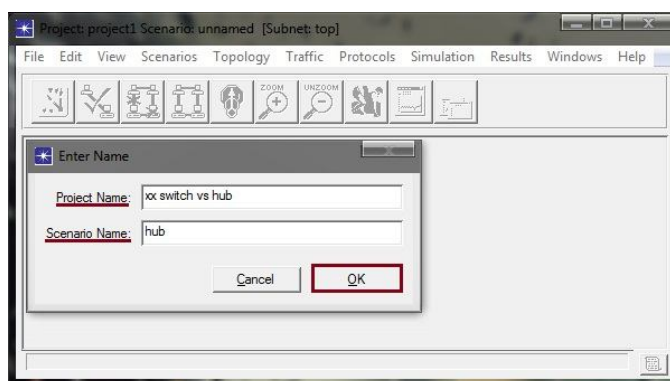 Project: project1 Scenario: unnamed [Subnet: top]
File Edit View Scenarios Topology Traffic Protocols Simulation Results Windows Help
ZOOM UNZOOM
Enter Name
Project Name: xx switch vs hub
Scenario Name: hub
Cancel OK